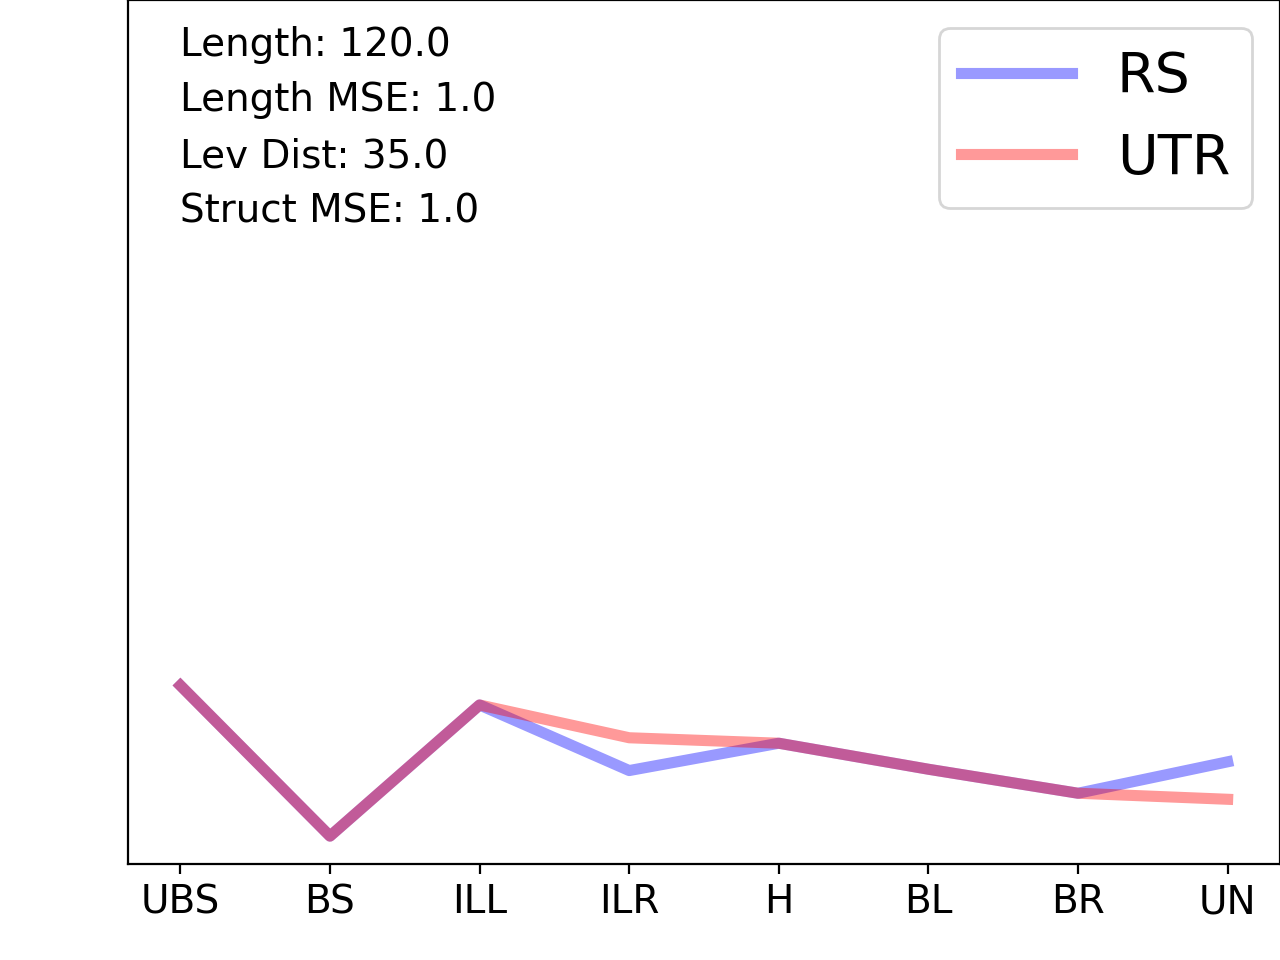 Length: 120.0
Length MSE: 1.0
Lev Dist: 35.0
Struct MSE: 1.0
RS
UTR
UBS BS ILL ILR H BL BR UN